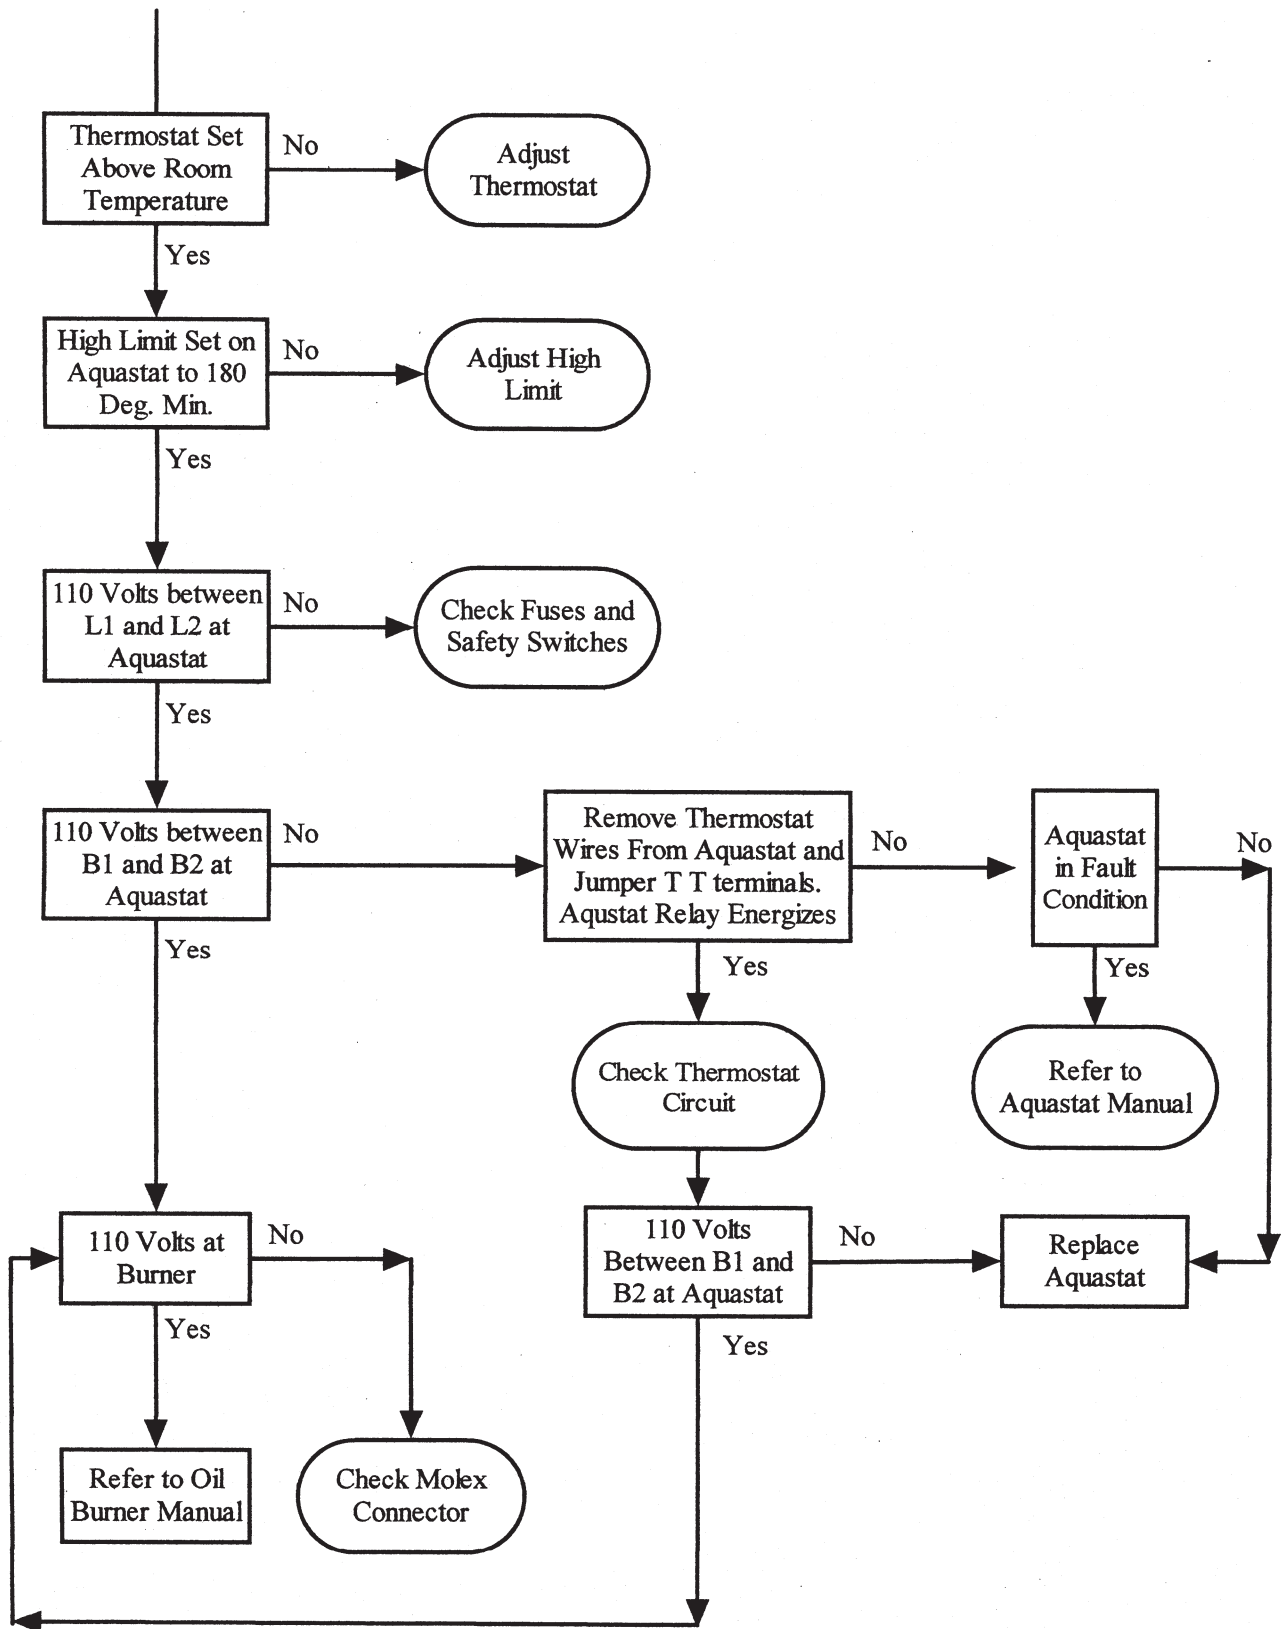 Thermostat Set
Above Room
Temperature
No
Adjust
Thermostat
Yes
High Limit Set on
Aquastat to 180
Deg. Min.
No
Adjust High
Limit
Yes
110 Volts between
L1 and L2 at
Aquastat
No
Check Fuses and
Safety Switches
Yes
110 Volts between
B1 and B2 at
Aquastat
No
Remove Thermostat
Wires From Aquastat and
Jumper T T terminals.
Aqustat Relay Energizes
No
Aquastat
in Fault
Condition
No
Yes
Yes
Yes
Check Thermostat
Circuit
Refer to
Aquastat Manual
110 Volts at
Burner
No
110 Volts
Between B1 and
B2 at Aquastat
No
Replace
Aquastat
Yes
Yes
Refer to Oil
Burner Manual
Check Molex
Connector